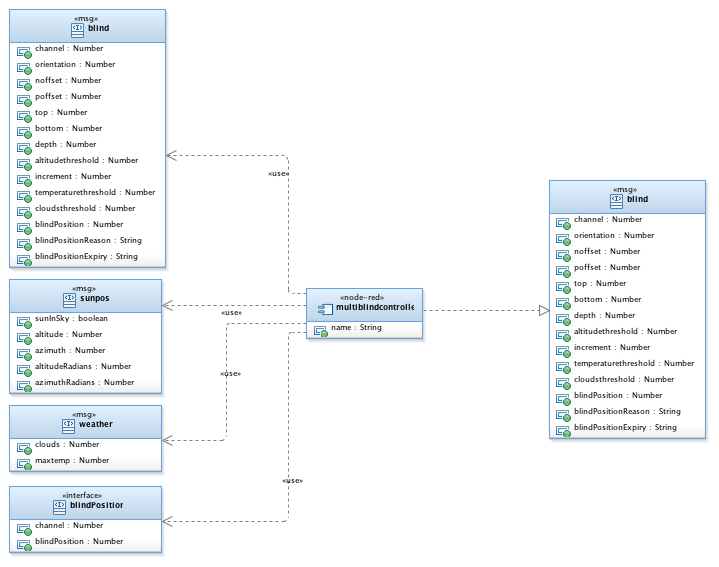 «msg»
blind
channel : Number
orientation : Number
noffset : Number
poffset : Number
top : Number
bottom : Number
depth : Number
altitudethreshold : Number
increment : Number
temperaturethreshold : Number
cloudsthreshold : Number
blindPosition : Number
blindPositionReason : String
blindPositionExpiry : String
«msg»
sunpos
sunInSky : boolean
altitude : Number
azimuth : Number
altitudeRadians : Number
azimuthRadians : Number
«msg»
weather
clouds : Number
maxtemp : Number
«interface»
blindPosition
channel : Number
blindPosition : Number
«use»
«use»
«use»
«use»
«node-red»
multiblindcontrolle
name : String
«msg»
blind
channel : Number
orientation : Number
noffset : Number
poffset : Number
top : Number
bottom : Number
depth : Number
altitudethreshold : Number
increment : Number
temperaturethreshold : Number
cloudsthreshold : Number
blindPosition : Number
blindPositionReason : String
blindPositionExpiry : String